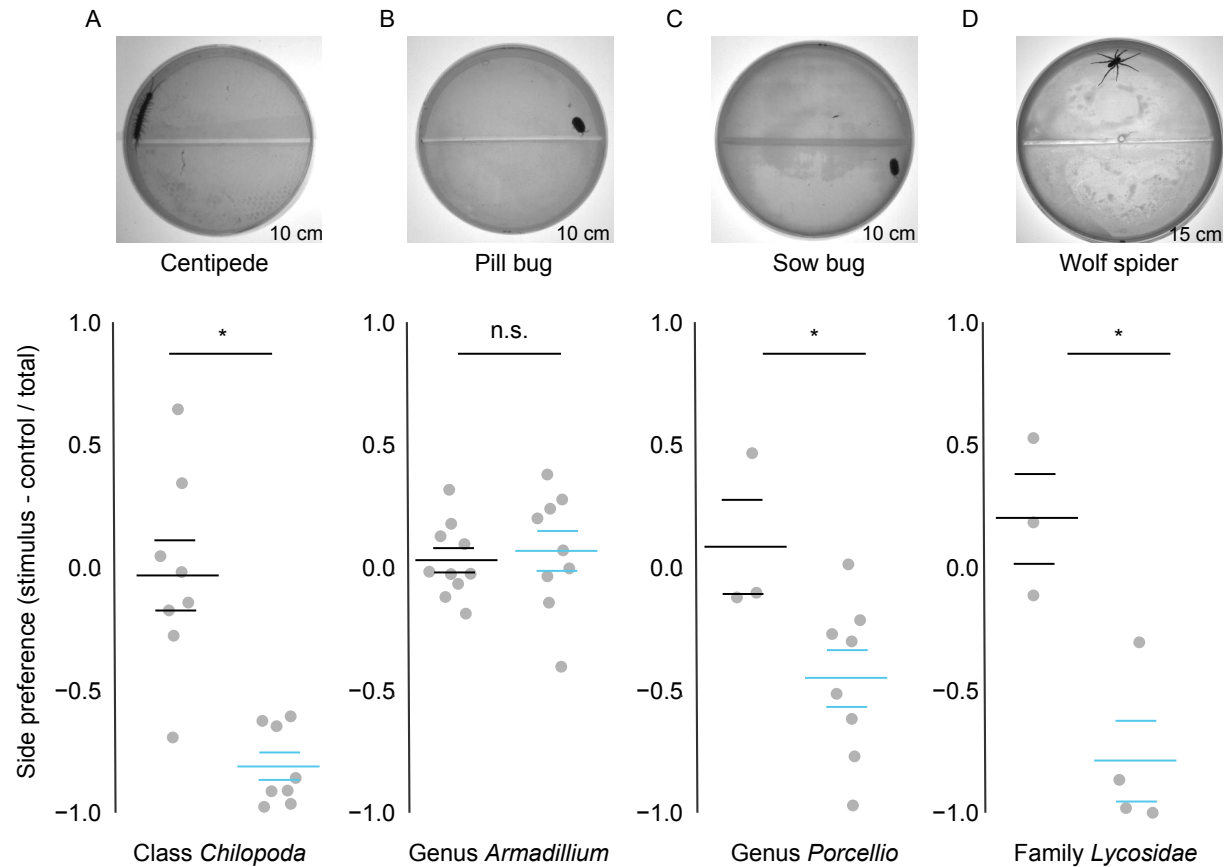 A
B
C
D
10 cm
10 cm
10 cm
15 cm
Centipede
Pill bug
Sow bug
Wolf spider
Side preference (stimulus - control / total)
1.0
0.5
0.0
−0.5
−1.0
*
Class Chilopoda
1.0
0.5
0.0
−0.5
−1.0
n.s.
Genus Armadillium
1.0
0.5
0.0
−0.5
−1.0
*
Genus Porcellio
1.0
0.5
0.0
−0.5
−1.0
*
Family Lycosidae